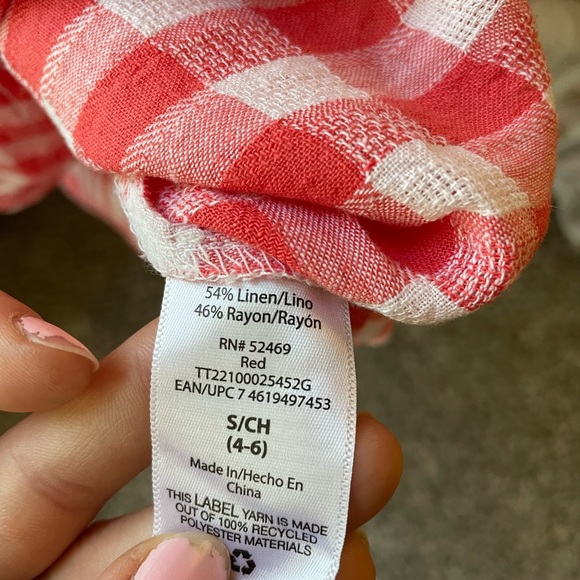 54% Linen/Lino
46% Rayon/Rayón
RN# 52469
Red
TT22100025452G
EAN/UPC 7 4619497453
S/CH
(4-6)
Made In/Hecho En
China
THIS LABEL YARN IS MADE
OUT OF 100% RECYCLED
POLYESTER MATERIALS